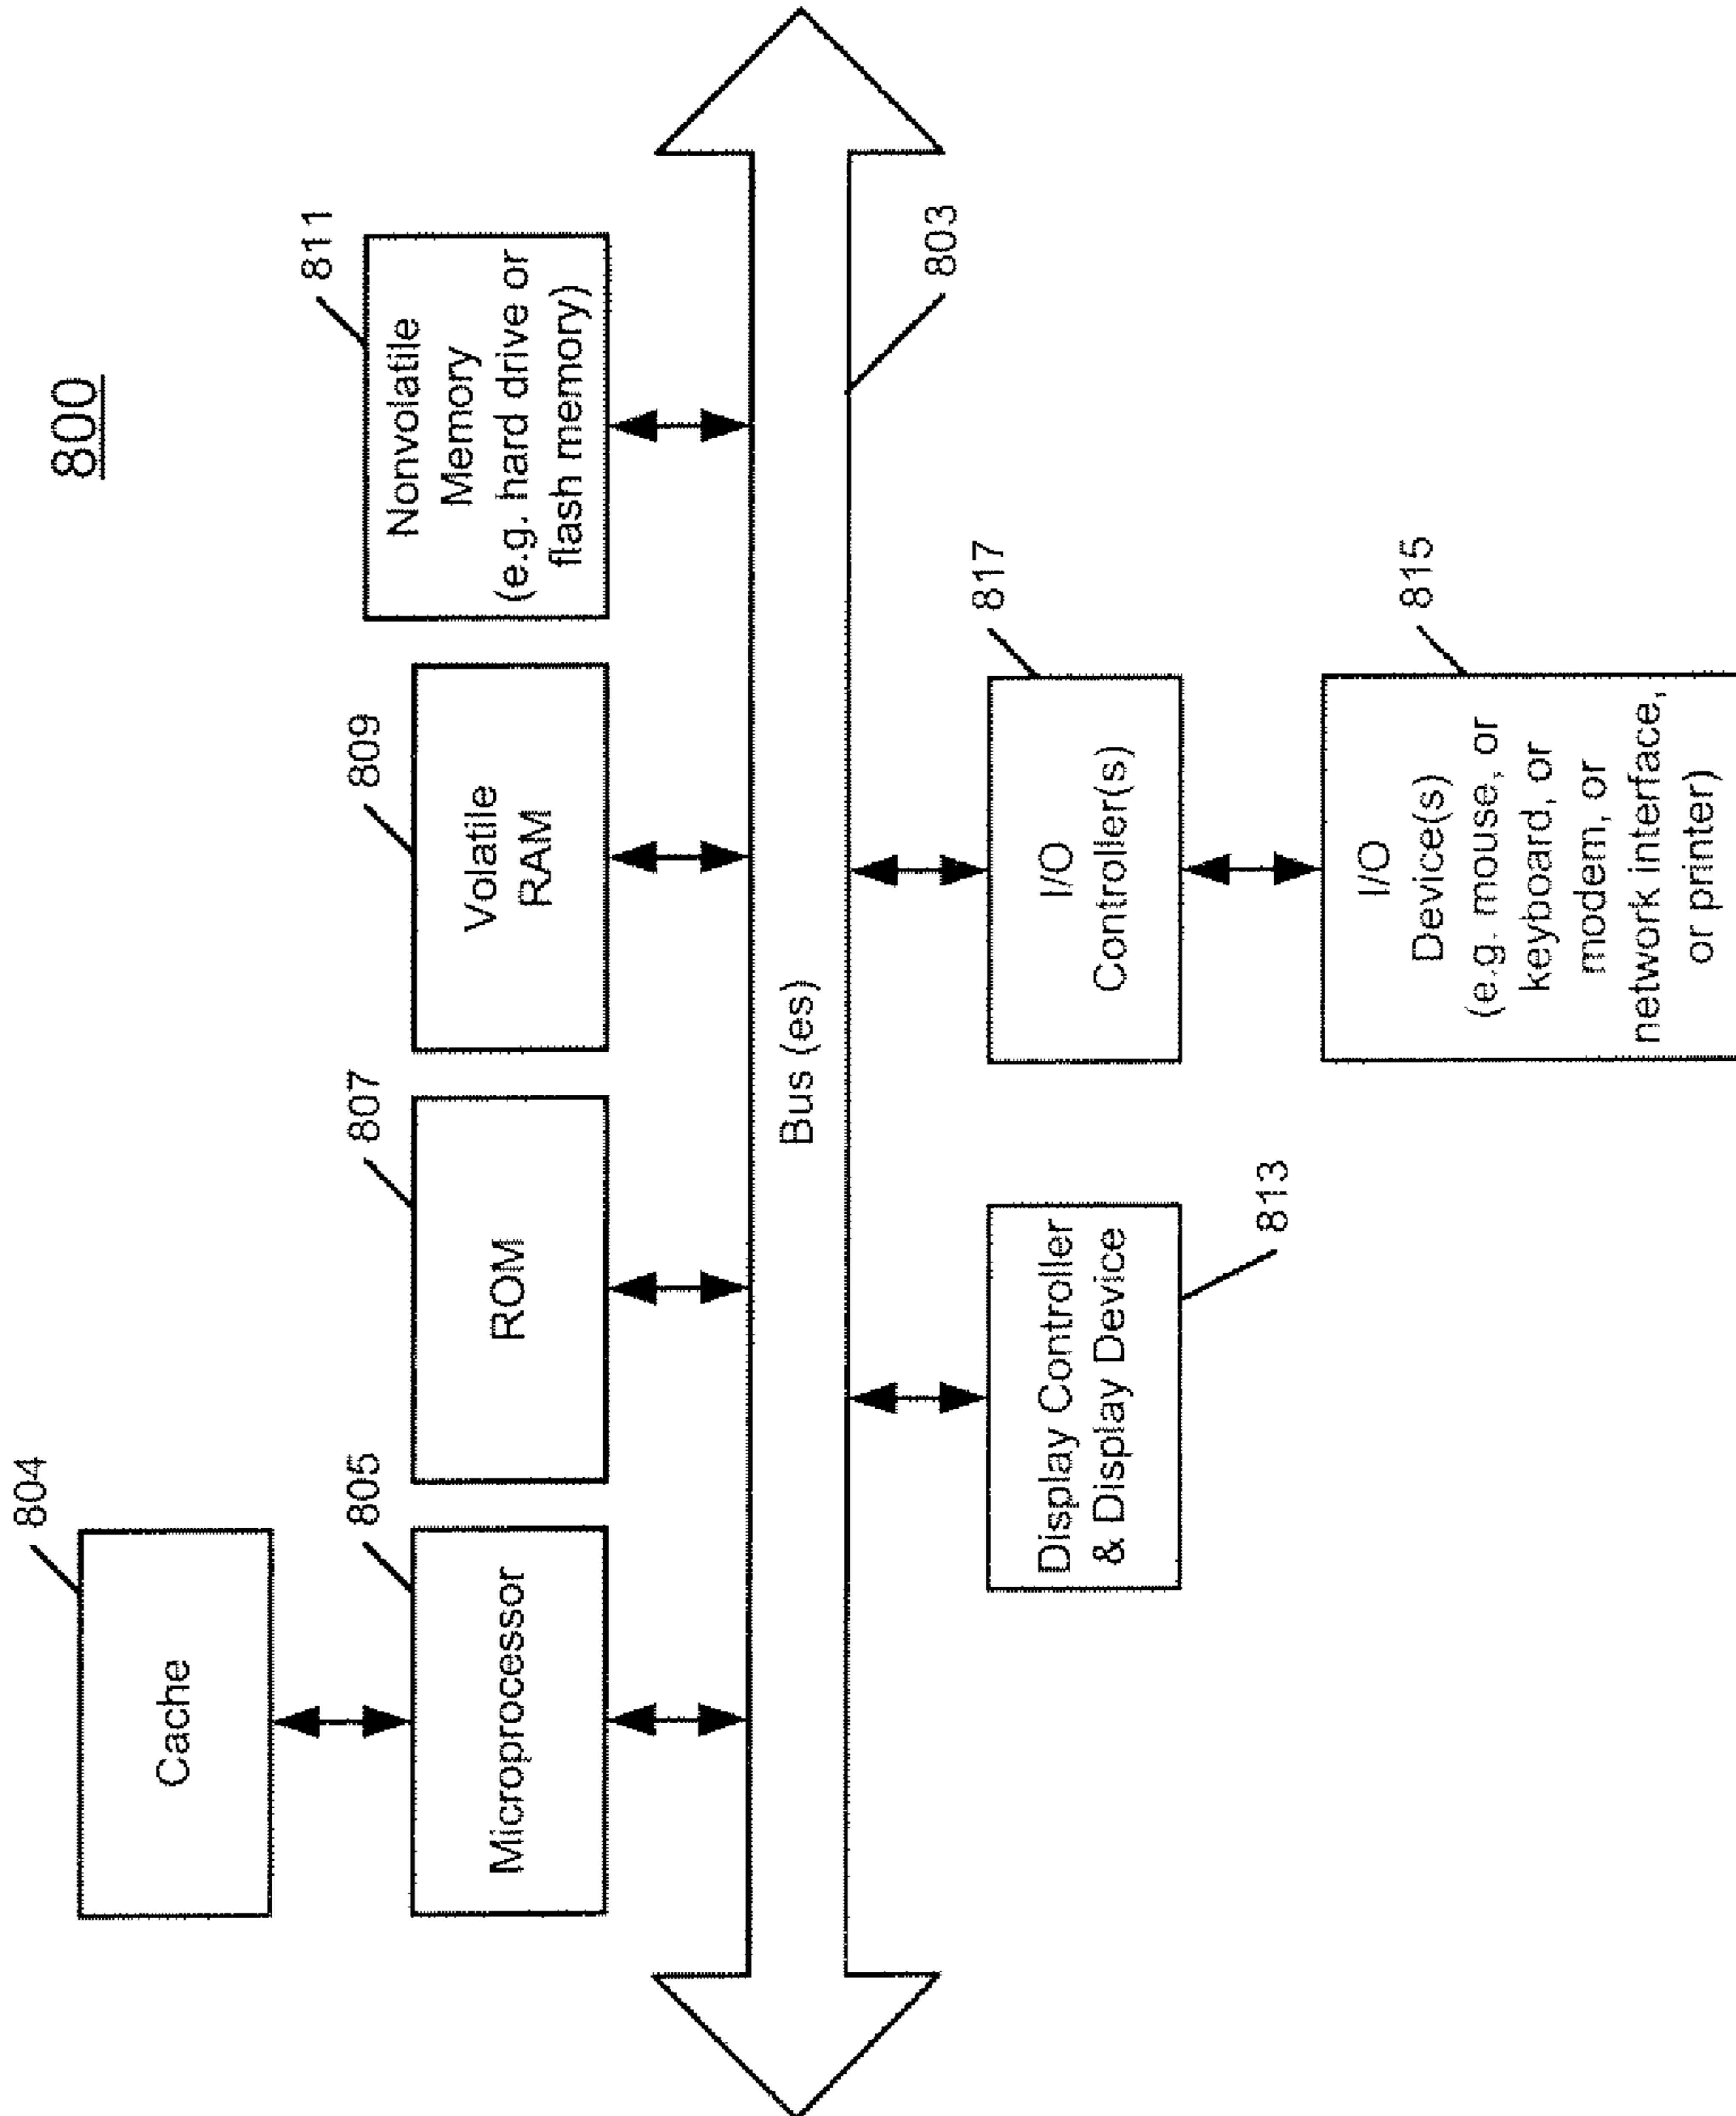 800
804
Cache
805
Microprocessor
807
ROM
809
Volatile
RAM
811
Nonvolatile
Memory
(e.g. hard drive or
flash memory)
Bus (es)
803
Display Controller
& Display Device
813
817
I/O
Controller(s)
815
I/O
Device(s)
(e.g. mouse, or
keyboard, or
modem, or
network interface,
or printer)